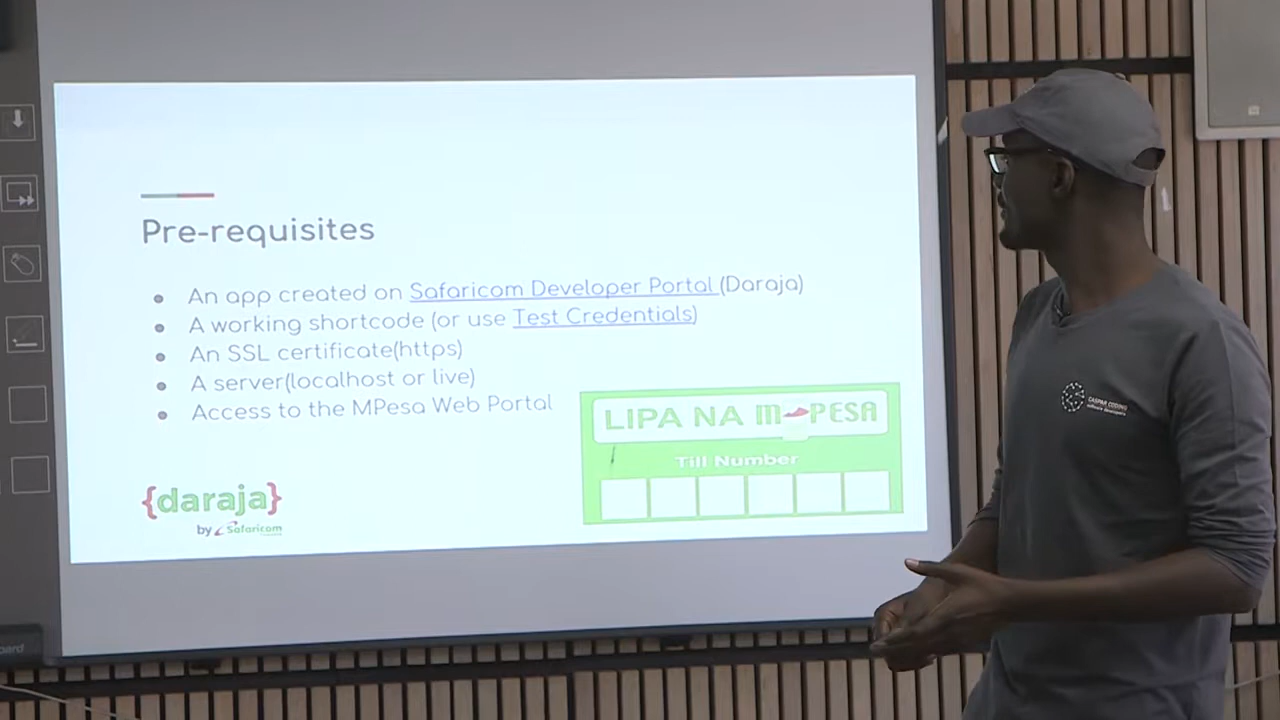 Pre-requisites
An app created on Safaricom Developer Portal (Daraja)
A working shortcode (or use Test Credentials)
An SSL certificate(https)
A server(localhost or live)
Access to the MPesa Web Portal
LIPA NA M-PESA
Till Number
{daraja}
by Safaricom
CASPAR CODING